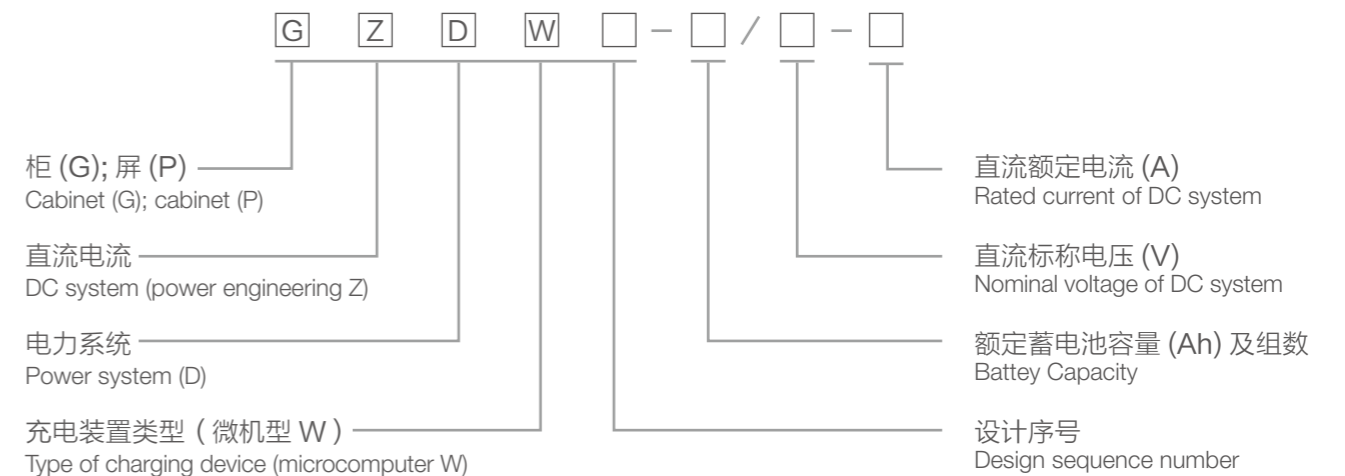 G Z D W □ - □ / □ - □
柜 (G); 屏 (P)
Cabinet (G); cabinet (P)
直流电流
DC system (power engineering Z)
电力系统
Power system (D)
充电装置类型 ( 微机型 W )
Type of charging device (microcomputer W)
直流额定电流 (A)
Rated current of DC system
直流标称电压 (V)
Nominal voltage of DC system
额定蓄电池容量 (Ah) 及组数
Battey Capacity
设计序号
Design sequence number